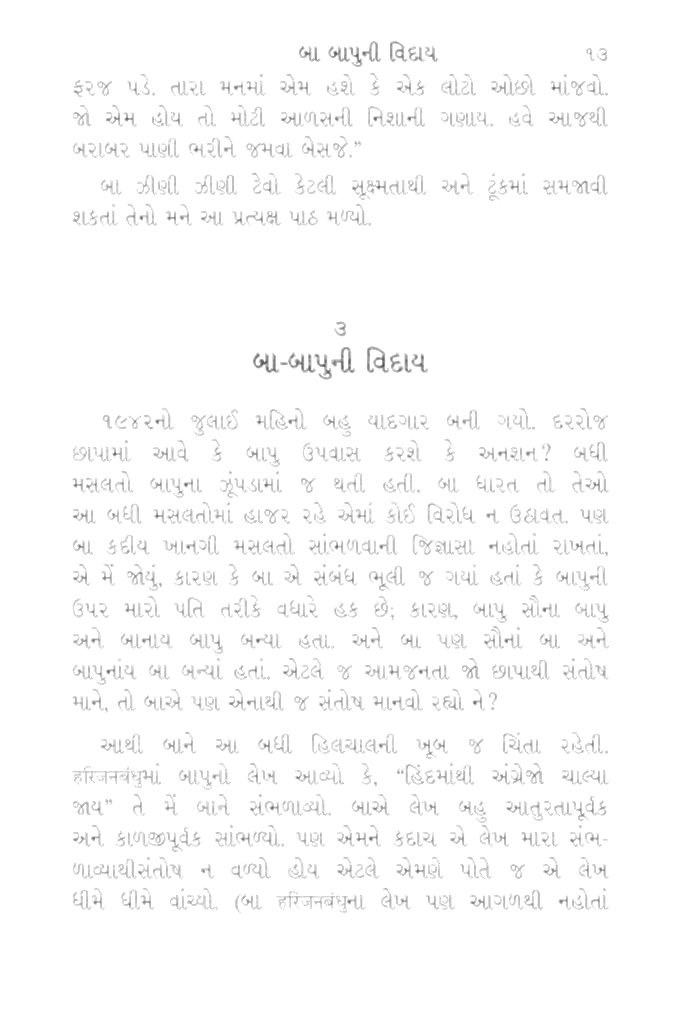 બા બાપુની વિદાય ૧૩
ફરજ પડે. તારા મનમાં એમ હશે કે એક લોટો ઓછો માંજવો.
જો એમ હોય તો મોટી આળસની નિશાની ગણાય. હવે આજથી
બરાબર પાણી ભરીને જમવા બેસજે.”
બા ઝીણી ઝીણી ટેવો કેટલી સૂક્ષ્મતાથી અને ટૂંકમાં સમજાવી
શકતાં તેનો મને આ પ્રત્યક્ષ પાઠ મળ્યો.
૩
બા-બાપુની વિદાય
૧૯૪૨નો જુલાઈ મહિનો બહુ યાદગાર બની ગયો. દરરોજ
છાપામાં આવે કે બાપુ ઉપવાસ કરશે કે અનશન? બધી
મસલતો બાપુના ઝૂંપડામાં જ થતી હતી. બા ધારત તો તેઓ
આ બધી મસલતોમાં હાજર રહે એમાં કોઈ વિરોધ ન ઉઠાવત. પણ
બા કદીય ખાનગી મસલતો સાંભળવાની જિજ્ઞાસા નહોતાં રાખતાં,
એ મેં જોયું, કારણ કે બા એ સંબંધ ભૂલી જ ગયાં હતાં કે બાપુની
ઉપર મારો પતિ તરીકે વધારે હક છે; કારણ, બાપુ સૌના બાપુ
અને બાનાય બાપુ બન્યા હતા. અને બા પણ સૌનાં બા અને
બાપુનાંય બા બન્યાં હતાં. એટલે જ આમજનતા જો છાપાથી સંતોષ
માને, તો બાએ પણ એનાથી જ સંતોષ માનવો રહ્યો ને?
આથી બાને આ બધી હિલચાલની ખૂબ જ ચિંતા રહેતી.
हरिजनबंधुમાં બાપુનો લેખ આવ્યો કે, “હિંદમાંથી અંગ્રેજો ચાલ્યા
જાય” તે મેં બાને સંભળાવ્યો. બાએ લેખ બહુ આતુરતાપૂર્વક
અને કાળજીપૂર્વક સાંભળ્યો. પણ એમને કદાચ એ લેખ મારા સંભ-
ળાવ્યાથીસંતોષ ન વળ્યો હોય એટલે એમણે પોતે જ એ લેખ
ધીમે ધીમે વાંચ્યો. (બા हरिजनबंधुના લેખ પણ આગળથી નહોતાં